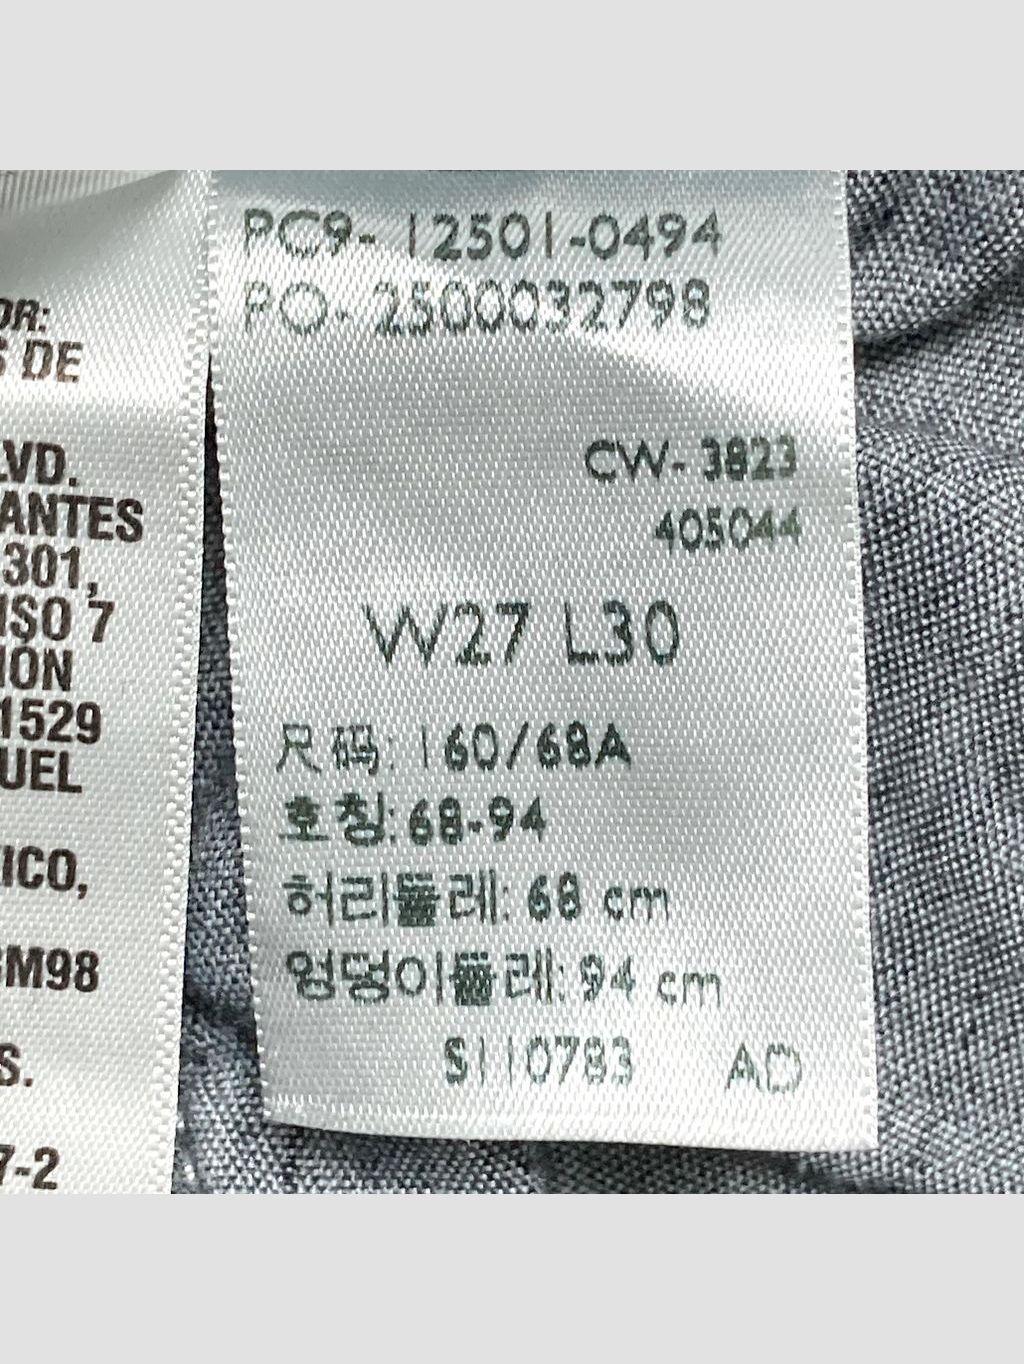 OR:
S DE
LVD.
ANTES
301,
ISO 7
ION
1529
UEL
ICO,
GM98
S.
7-2
PC9-12501-0494
PO-2500032798
CW-3823
405044
W27 L30
尺码: 160/68A
호칭: 68-94
허리둘레: 68 cm
엉덩이둘레: 94 cm
S110783 AD